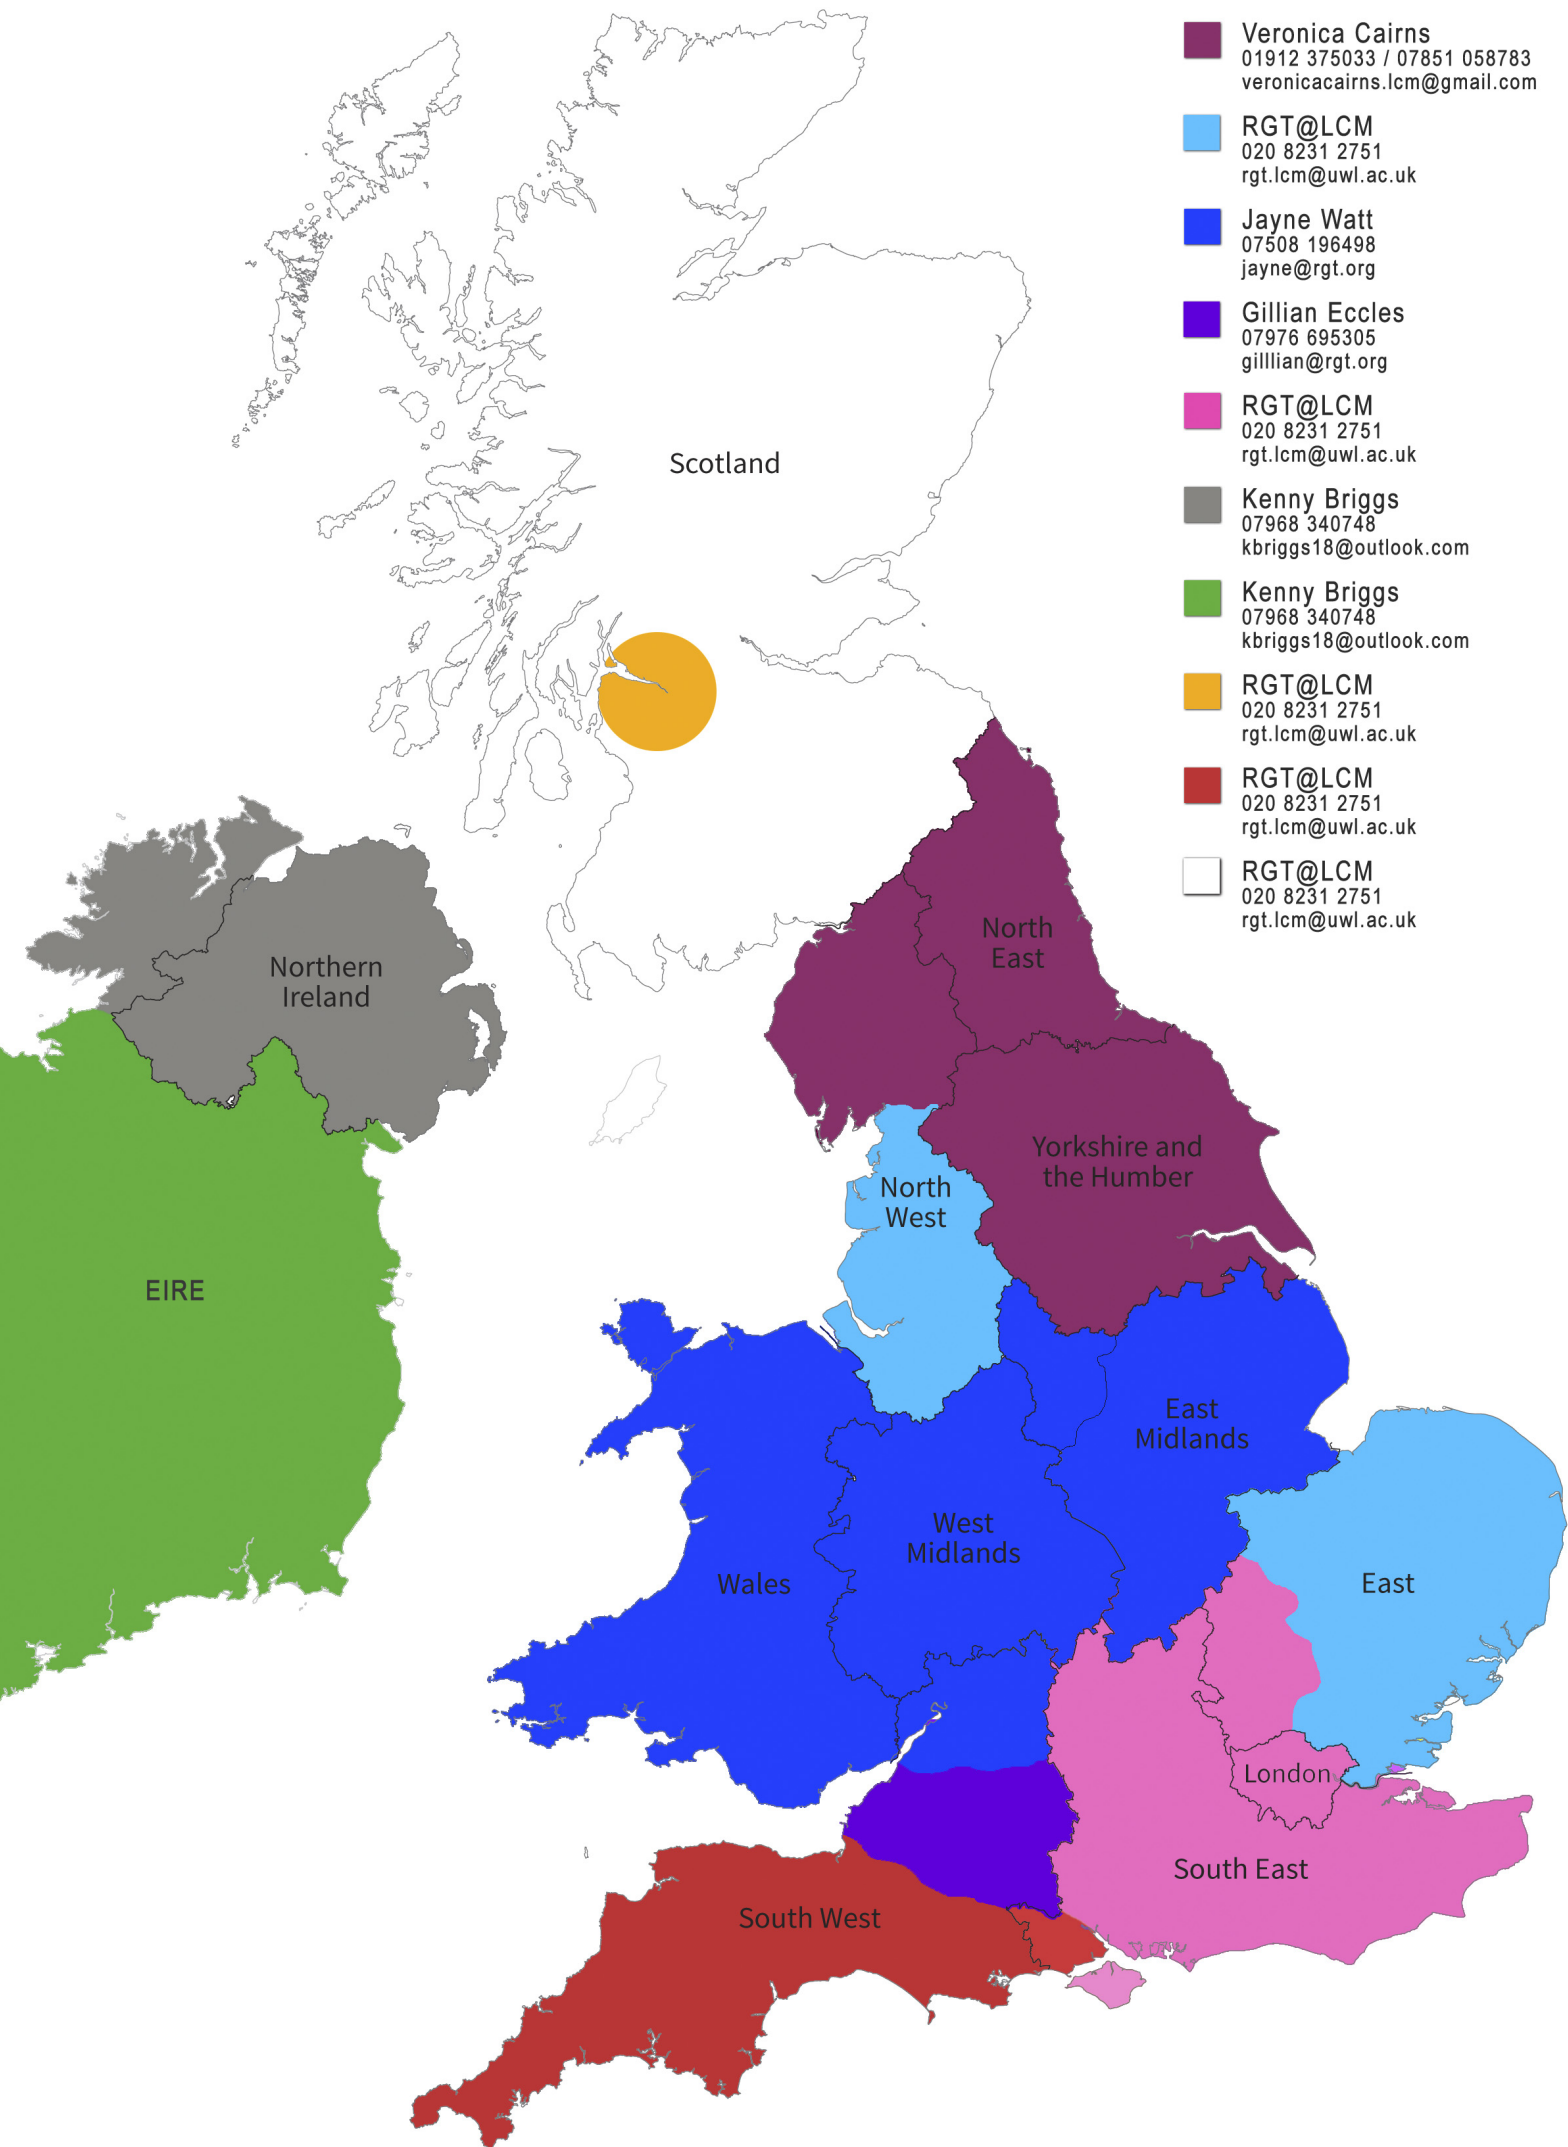 Veronica Cairns
01912 375033 / 07851 058783
veronicacairns.lcm@gmail.com
RGT@LCM
020 8231 2751
rgt.lcm@uwl.ac.uk
Jayne Watt
07508 196498
jayne@rgt.org
Gillian Eccles
07976 695305
gilllian@rgt.org
RGT@LCM
020 8231 2751
rgt.lcm@uwl.ac.uk
Kenny Briggs
07968 340748
kbriggs18@outlook.com
Kenny Briggs
07968 340748
kbriggs18@outlook.com
RGT@LCM
020 8231 2751
rgt.lcm@uwl.ac.uk
RGT@LCM
020 8231 2751
rgt.lcm@uwl.ac.uk
RGT@LCM
020 8231 2751
rgt.lcm@uwl.ac.uk
Scotland
North
East
Northern
Ireland
Yorkshire and
the Humber
North
West
EIRE
East
Midlands
West
Midlands
Wales
East
London
South East
South West